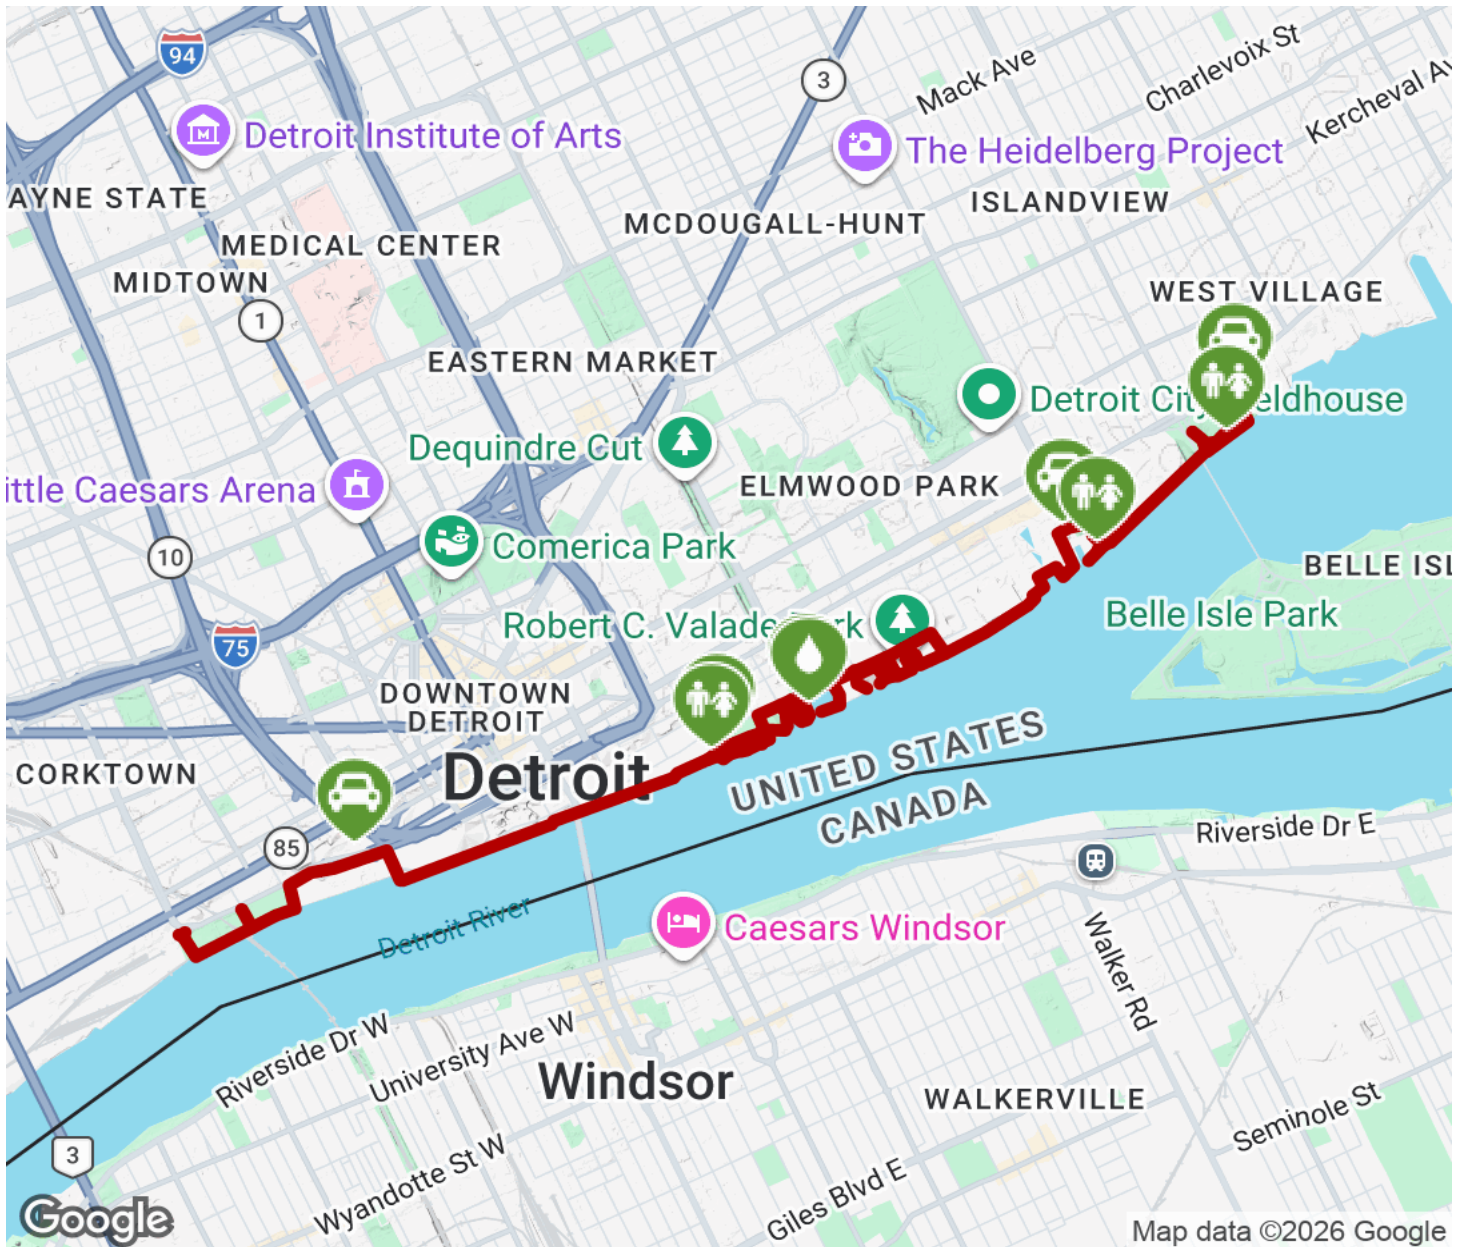 94
3
Mack Ave
Charlevoix St
Kercheval Av
Detroit Institute of Arts
The Heidelberg Project
AYNE STATE
ISLANDVIEW
MCDOUGALL-HUNT
MEDICAL CENTER
MIDTOWN
WEST VILLAGE
1
EASTERN MARKET
Detroit City eldhouse
Dequindre Cut
ELMWOOD PARK
ittle Caesars Arena
10
Comerica Park
BELLE ISL
Belle Isle Park
Robert C. Valade rk
75
DOWNTOWN
DETROIT
UNITED STATES
CORKTOWN
Detroit
CANADA
Riverside Dr E
85
Detroit River
Caesars Windsor
Walker Rd
Riverside Dr W
University Ave W
Windsor
WALKERVILLE
Seminole St
3
Wyandotte St W
Giles Blvd E
Google
Map data ©2026 Google